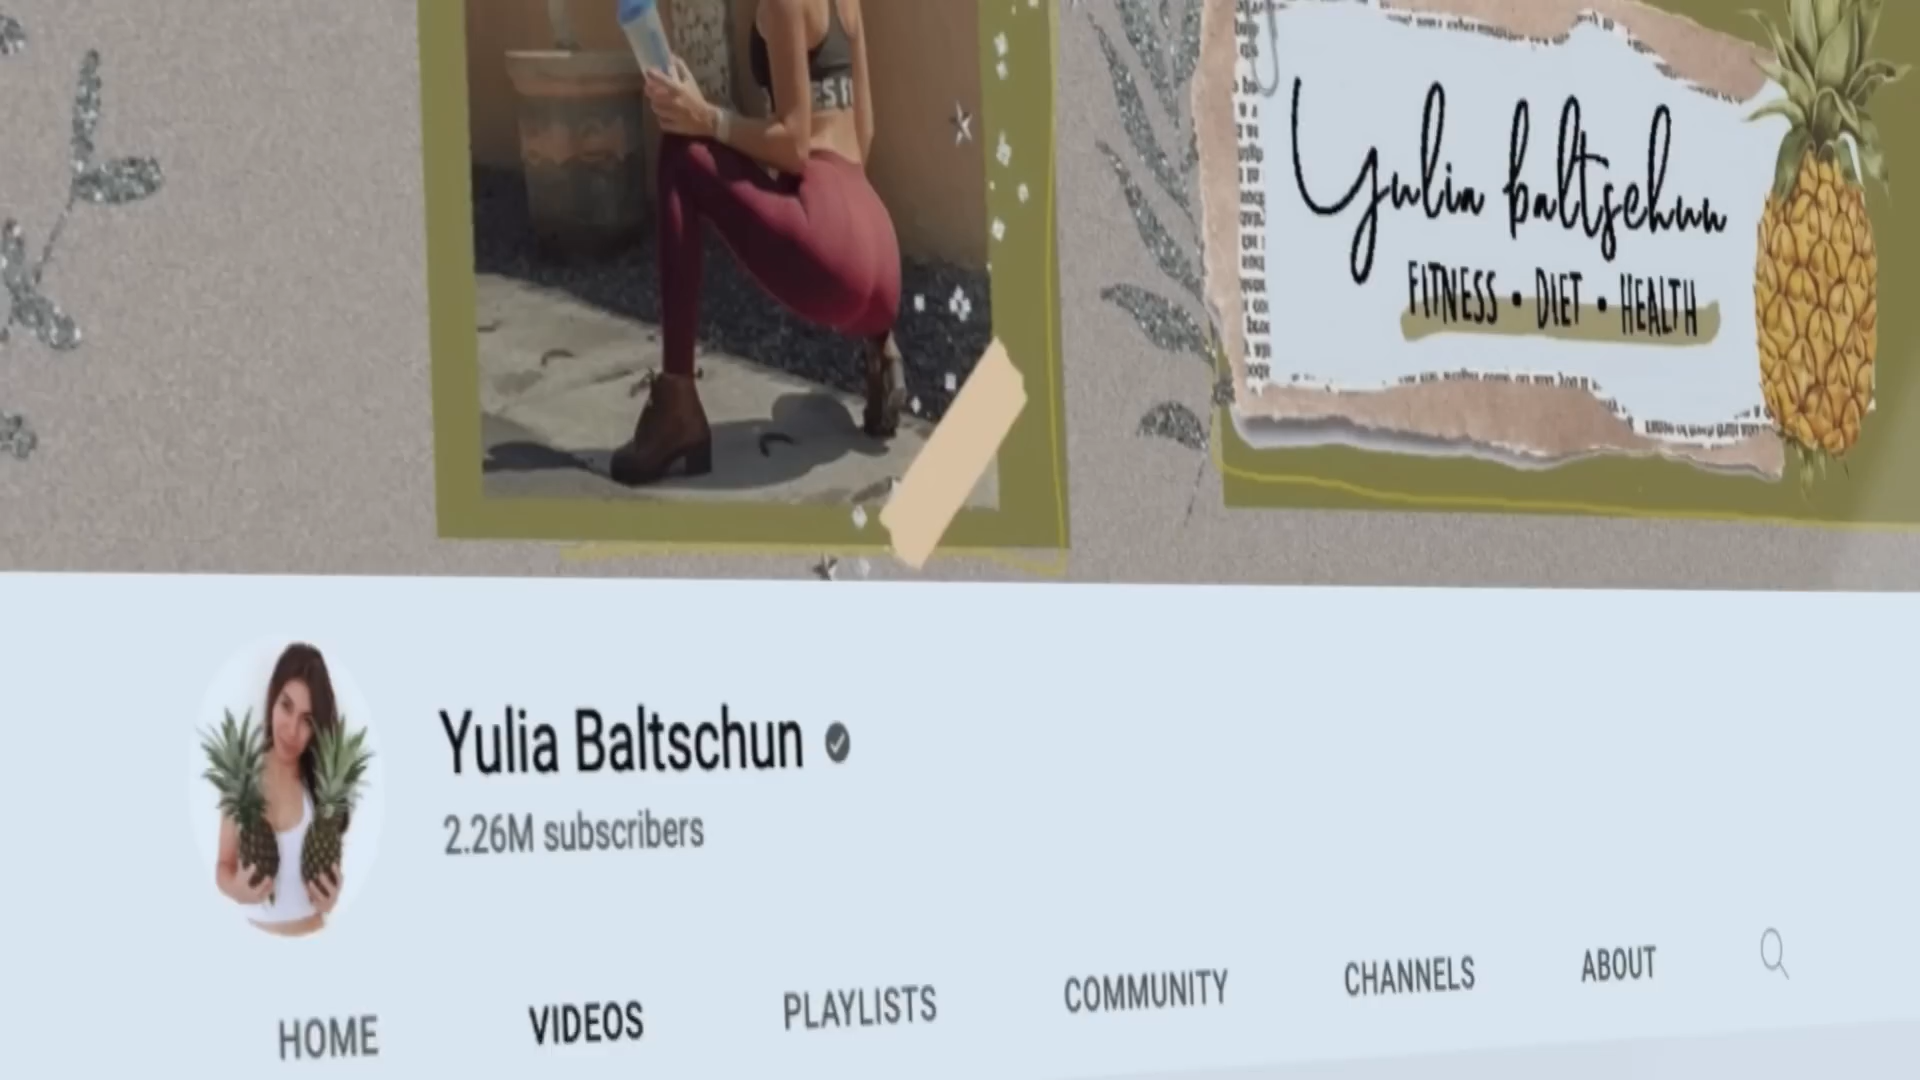 Yulia baltschun
FITNESS • DIET • HEALTH
Yulia Baltschun
2.26M subscribers
HOME VIDEOS PLAYLISTS COMMUNITY CHANNELS ABOUT